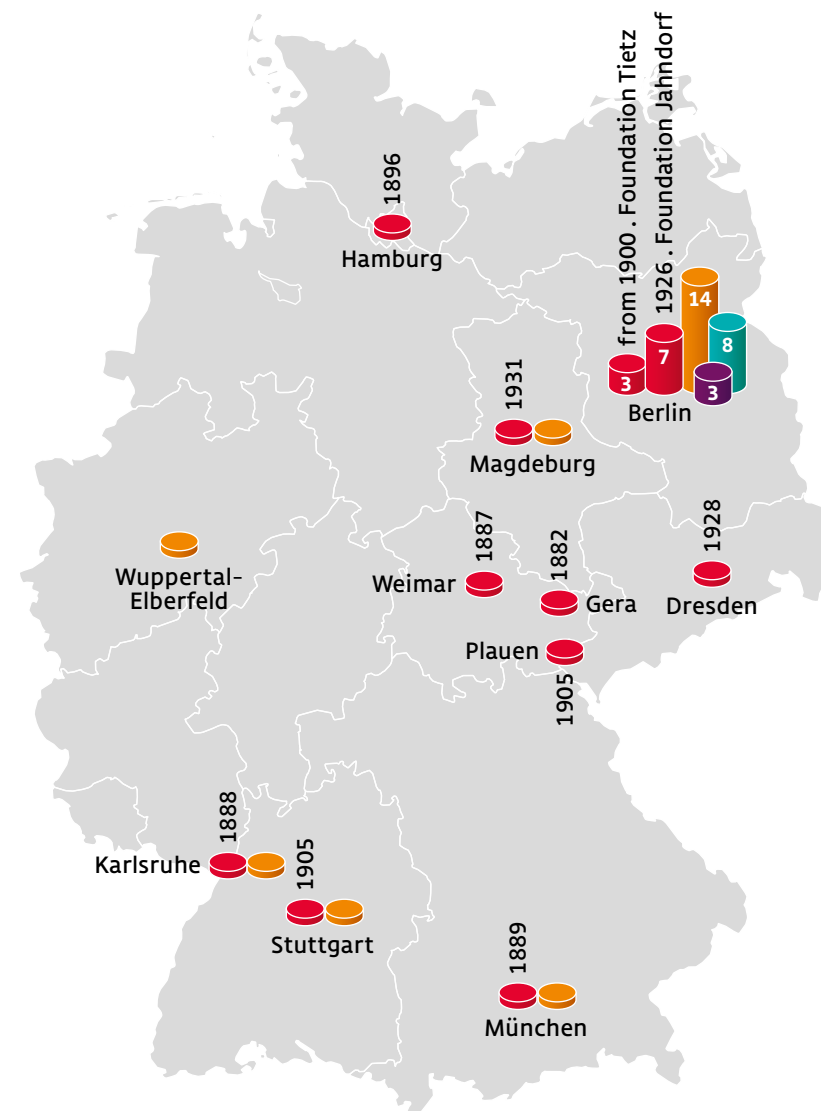 from 1900 . Foundation Tietz
1926 . Foundation Jahndorf
1896
Hamburg
14
8
7
3
3
Berlin
1931
Magdeburg
Wuppertal-
Elberfeld
1887
Weimar
1882
Gera
1928
Dresden
Plauen
1905
1888
Karlsruhe
1905
Stuttgart
1889
München